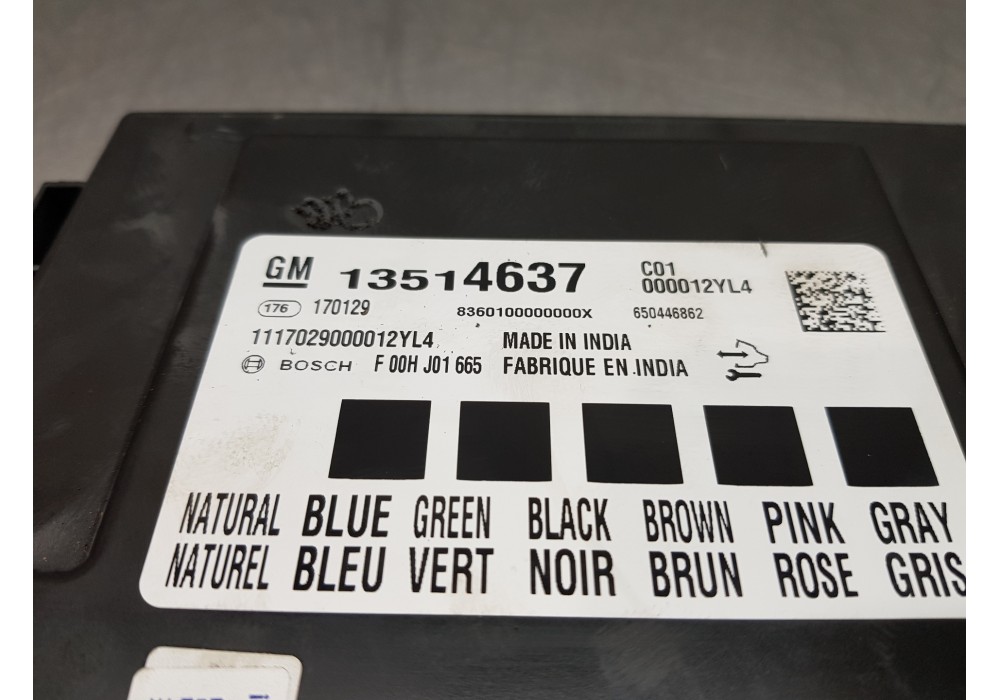 GM 13514637 C01
000012YL4
176 170129 8360100000000X 650446862
1117029000012YL4 MADE IN INDIA
BOSCH F 00H J01 665 FABRIQUE EN INDIA
NATURAL BLUE GREEN BLACK BROWN PINK GRAY
NATUREL BLEU VERT NOIR BRUN ROSE GRIS